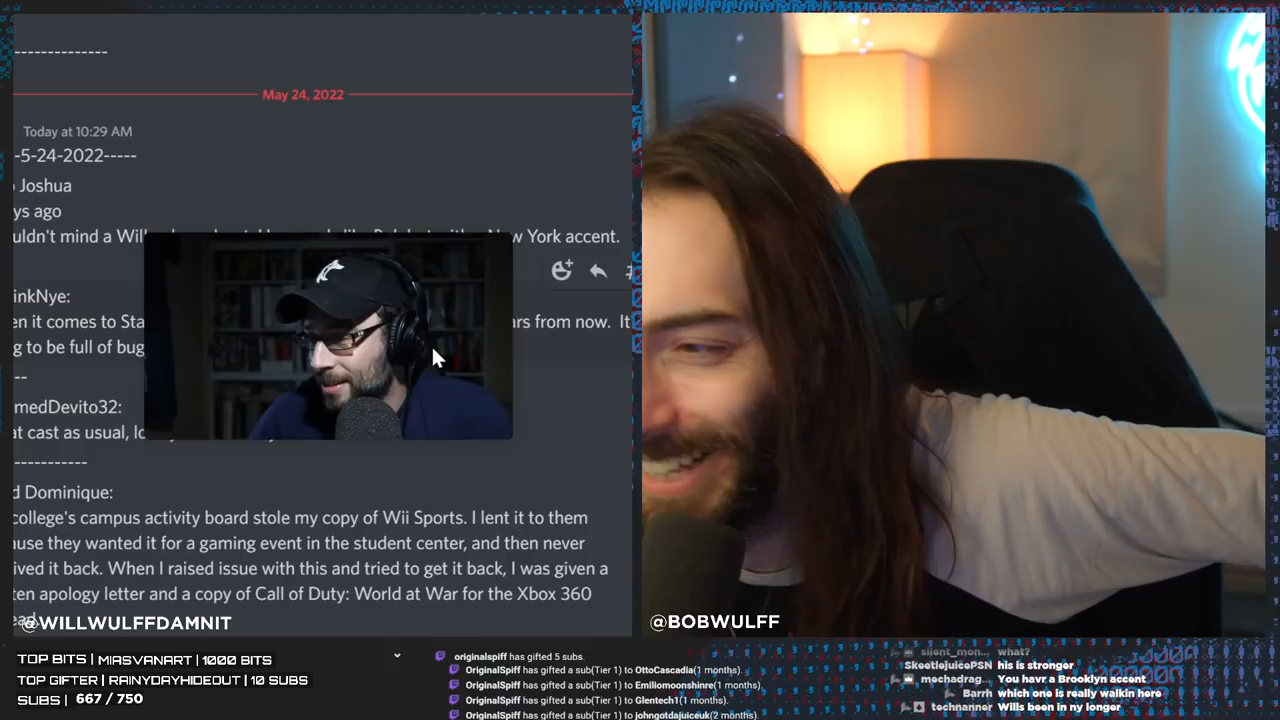 May 24, 2022
Today at 10:29 AM
-5-24-2022-----
Joshua
ys ago
uldn't mind a Will New York accent.
inkNye:
en it comes to Sta ars from now. It
g to be full of bug
medDevito32:
at cast as usual, lo
d Dominique:
college's campus activity board stole my copy of Wii Sports. I lent it to them
use they wanted it for a gaming event in the student center, and then never
ived it back. When I raised issue with this and tried to get it back, I was given a
ten apology letter and a copy of Call of Duty: World at War for the Xbox 360
@WILLWULFFDAMNIT
@BOBWULFF
TOP BITS | MIASVANART | 1000 BITS
TOP GIFTER | RAINYDAYHIDEOUT | 10 SUBS
SUBS | 667 / 750
originalspiff has gifted 5 subs.
OriginalSpiff has gifted a sub(Tier 1) to OttoCascadia(1 months).
OriginalSpiff has gifted a sub(Tier 1) to Emiliomoonshinre(1 months).
OriginalSpiff has gifted a sub(Tier 1) to Glentech1(1 months).
OriginalSpiff has gifted a sub(Tier 1) to johngotdajuiceuk(2 months).
silent_mon... what?
SkeetlejuicePSN his is stronger
mechadrag... You havr a Brooklyn accent
Barrh which one is really walkin here
technanner Wills been in ny longer